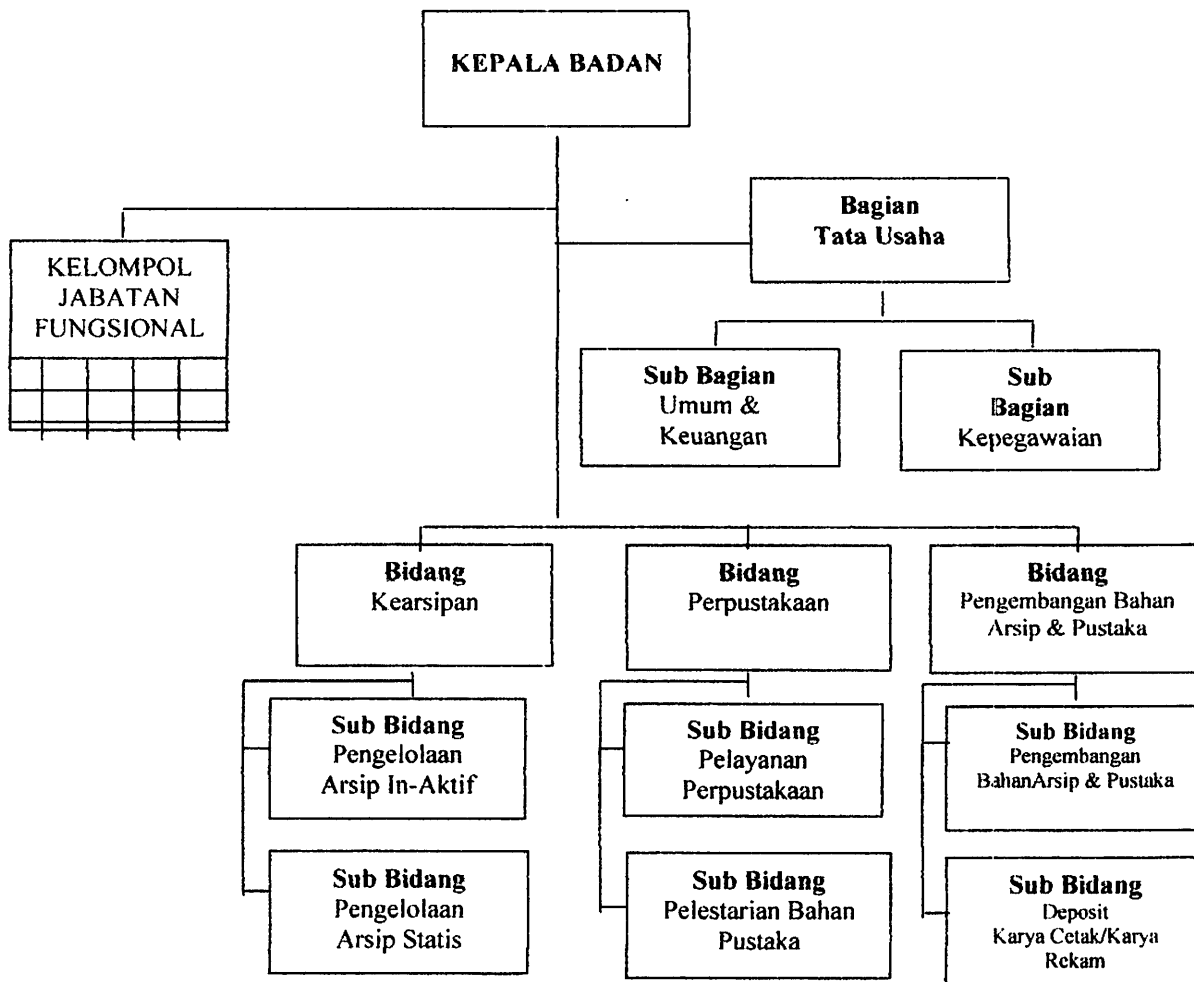 KEPALA BADAN
Bagian
Tata Usaha
KELOMPOL
JABATAN
FUNGSIONAL
Sub Bagian
Umum &
Keuangan
Sub
Bagian
Kepegawaian
Bidang
Kearsipan
Bidang
Perpustakaan
Bidang
Pengembangan Bahan
Arsip & Pustaka
Sub Bidang
Pengelolaan
Arsip In-Aktif
Sub Bidang
Pelayanan
Perpustakaan
Sub Bidang
Pengembangan
BahanArsip & Pustaka
Sub Bidang
Pengelolaan
Arsip Statis
Sub Bidang
Pelestarian Bahan
Pustaka
Sub Bidang
Deposit
Karya Cetak/Karya
Rekam